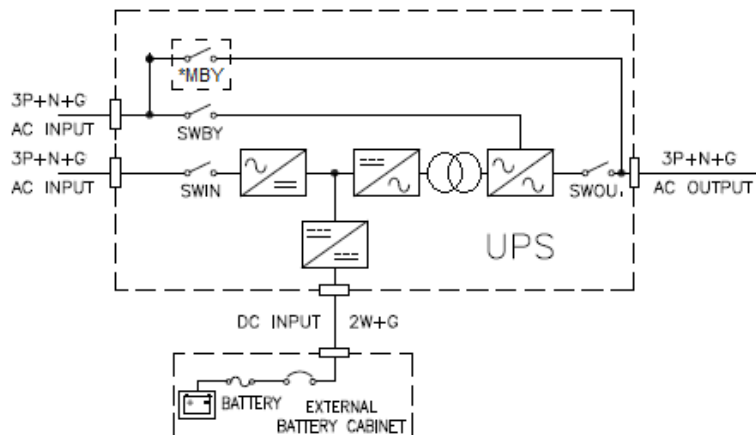 *MBY
3P+N+G
AC INPUT
SWBY
3P+N+G
AC INPUT
SWIN
SWOU.
3P+N+G
AC OUTPUT
UPS
DC INPUT 2W+G
BATTERY
EXTERNAL
BATTERY CABINET